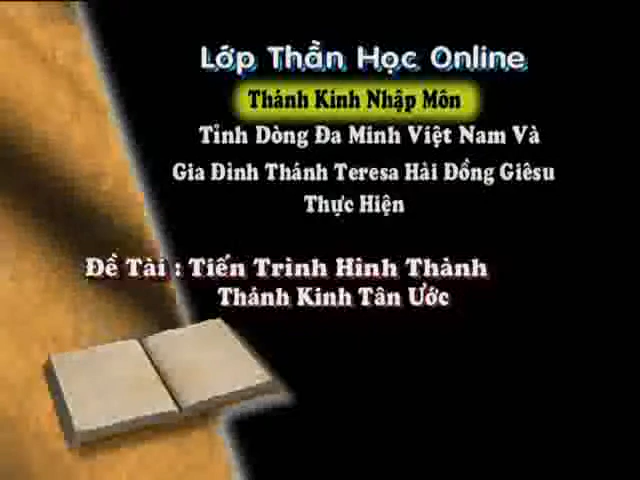 Lớp Thần Học Online
Thánh Kinh Nhập Môn
Tỉnh Dòng Đa Minh Việt Nam Và
Gia Đình Thánh Teresa Hài Đồng Giêsu
Thực Hiện
Đề Tài : Tiến Trình Hình Thành
Thánh Kinh Tân Ước